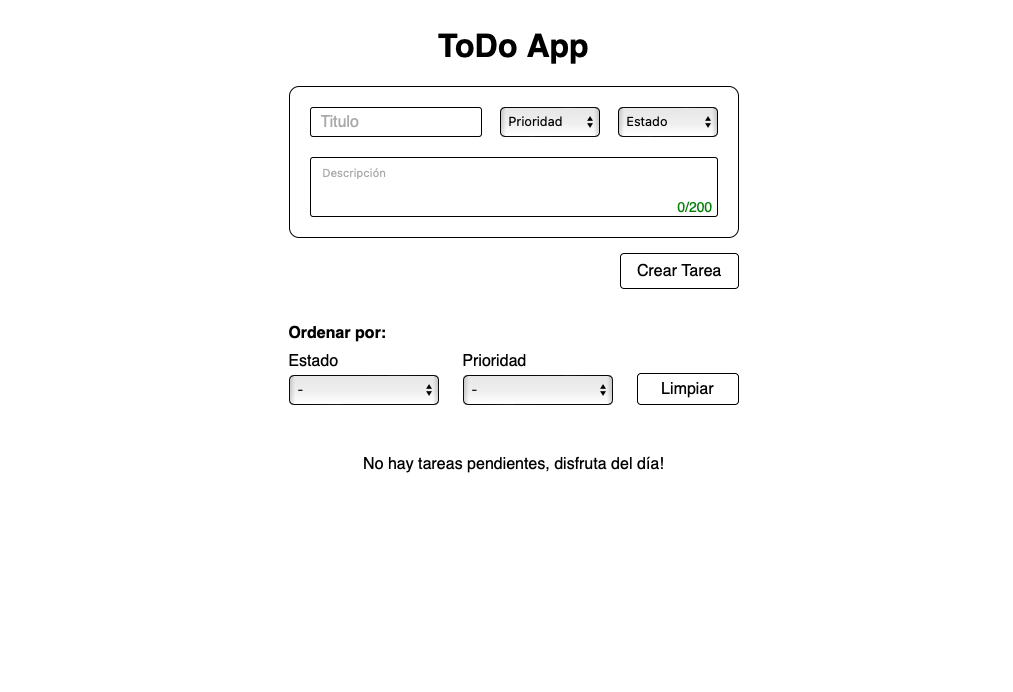 ToDo App
Titulo Prioridad Estado
Descripción
0/200
Crear Tarea
Ordenar por:
Estado Prioridad
- - Limpiar
No hay tareas pendientes, disfruta del día!